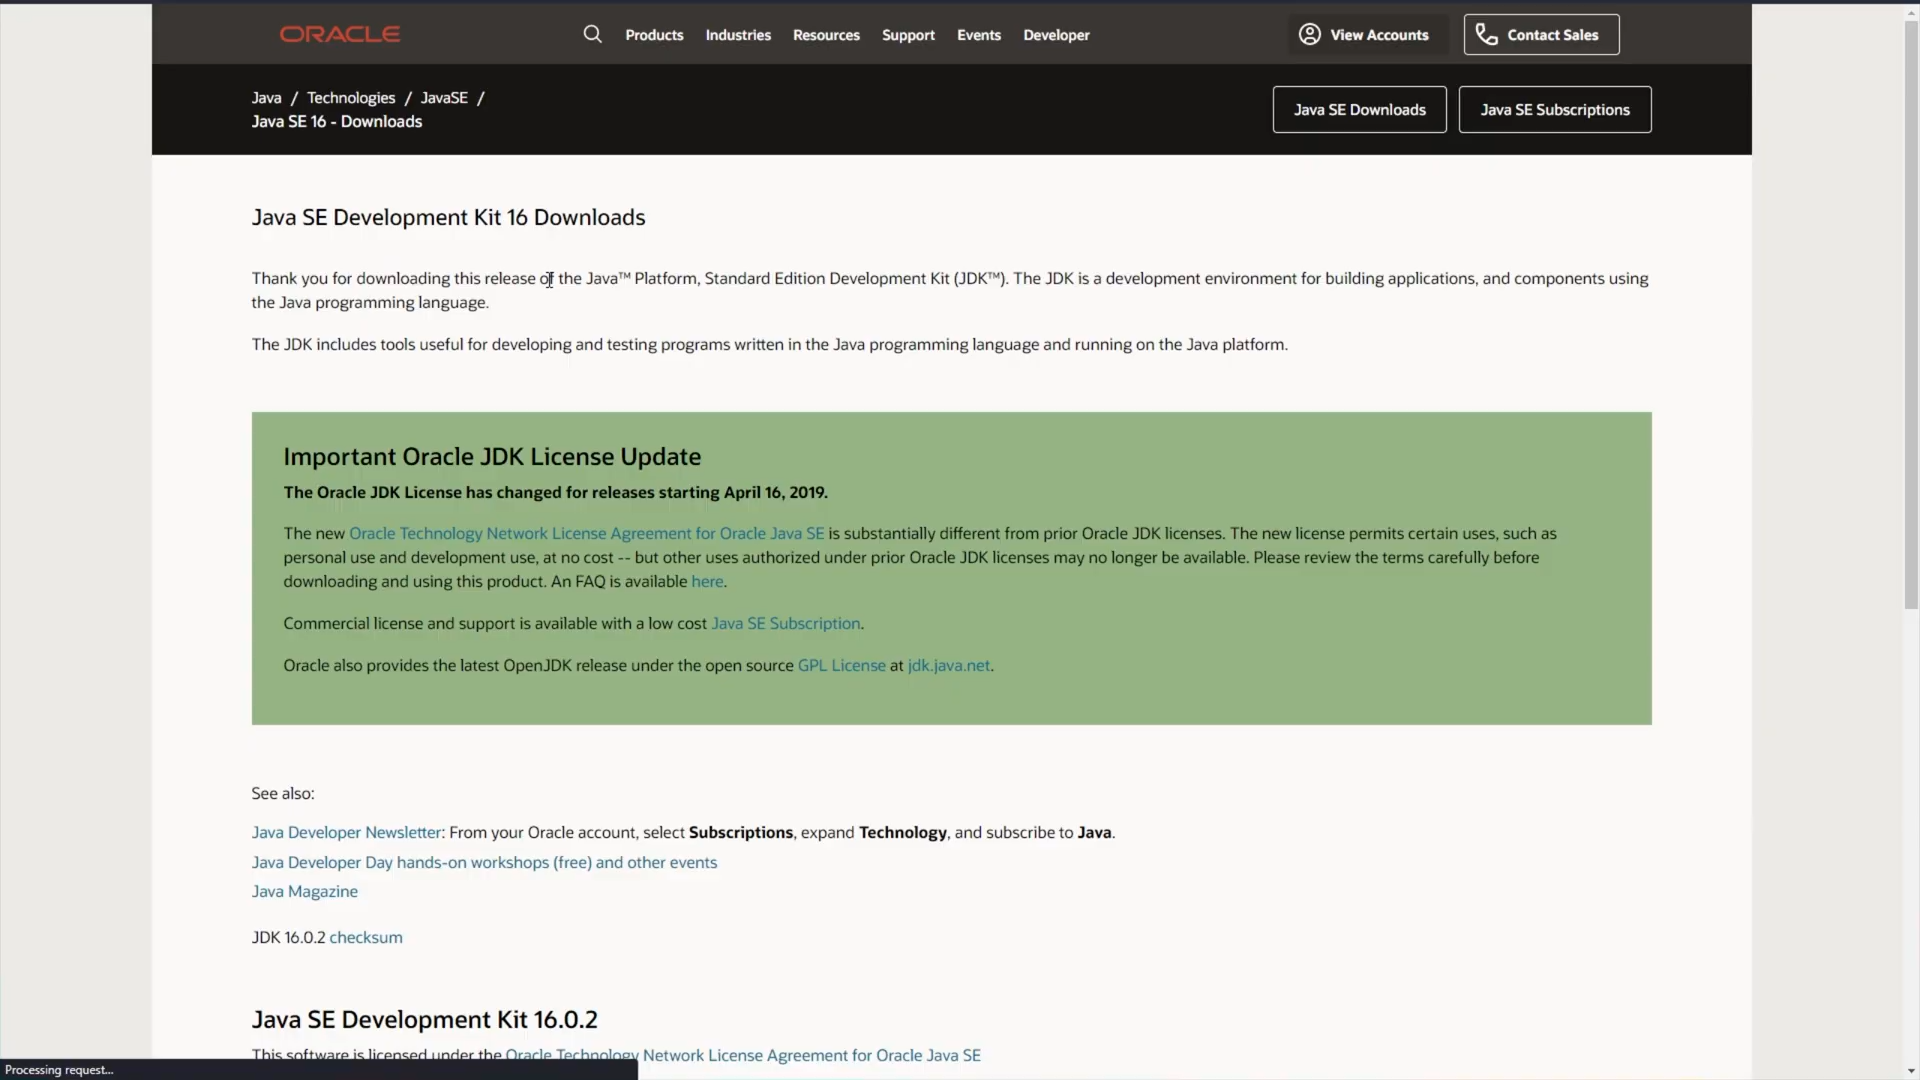 ORACLE
Products Industries Resources Support Events Developer
View Accounts
Contact Sales
Java / Technologies / JavaSE /
Java SE 16 - Downloads
Java SE Downloads
Java SE Subscriptions
Java SE Development Kit 16 Downloads
Thank you for downloading this release of the Java™ Platform, Standard Edition Development Kit (JDK™). The JDK is a development environment for building applications, and components using
the Java programming language.
The JDK includes tools useful for developing and testing programs written in the Java programming language and running on the Java platform.
Important Oracle JDK License Update
The Oracle JDK License has changed for releases starting April 16, 2019.
The new Oracle Technology Network License Agreement for Oracle Java SE is substantially different from prior Oracle JDK licenses. The new license permits certain uses, such as
personal use and development use, at no cost -- but other uses authorized under prior Oracle JDK licenses may no longer be available. Please review the terms carefully before
downloading and using this product. An FAQ is available here.
Commercial license and support is available with a low cost Java SE Subscription.
Oracle also provides the latest OpenJDK release under the open source GPL License at jdk.java.net.
See also:
Java Developer Newsletter: From your Oracle account, select Subscriptions, expand Technology, and subscribe to Java.
Java Developer Day hands-on workshops (free) and other events
Java Magazine
JDK 16.0.2 checksum
Java SE Development Kit 16.0.2
This software is licensed under the Oracle Technology Network License Agreement for Oracle Java SE
Processing request...